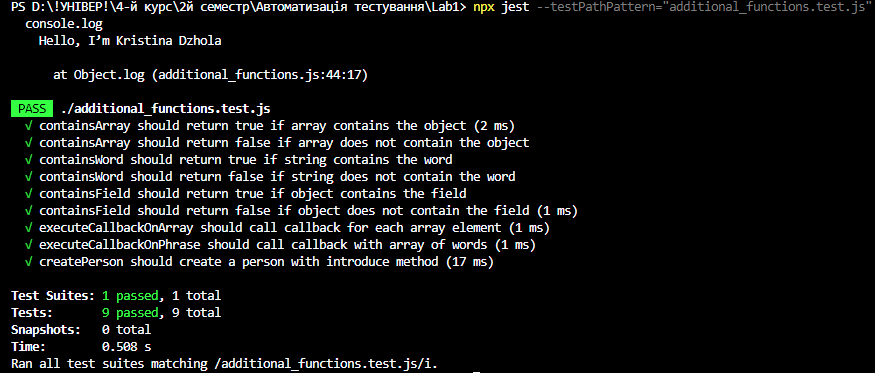 PS D:\!УНІВЕР!\4-й курс\2й семестр\Автоматизація тестування\Lab1> npx jest --testPathPattern="additional_functions.test.js"
console.log
Hello, I’m Kristina Dzhola
at Object.log (additional_functions.js:44:17)
PASS ./additional_functions.test.js
√ containsArray should return true if array contains the object (2 ms)
√ containsArray should return false if array does not contain the object
√ containsWord should return true if string contains the word
√ containsWord should return false if string does not contain the word
√ containsField should return true if object contains the field
√ containsField should return false if object does not contain the field (1 ms)
√ executeCallbackOnArray should call callback for each array element (1 ms)
√ executeCallbackOnPhrase should call callback with array of words (1 ms)
√ createPerson should create a person with introduce method (17 ms)
Test Suites: 1 passed, 1 total
Tests: 9 passed, 9 total
Snapshots: 0 total
Time: 0.508 s
Ran all test suites matching /additional_functions.test.js/i.